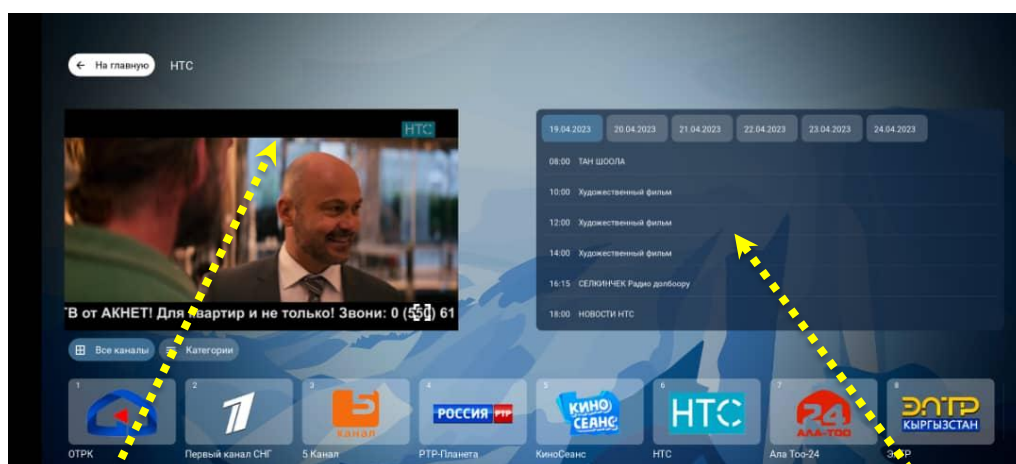 ← На главную НТС
НТС
ТВ от АКНЕТ! Для квартир и не только! Звони: 0 (550) 61
19.04.2023 20.04.2023 21.04.2023 22.04.2023 23.04.2023 24.04.2023
08:00 ТАН ШООЛА
10:00 Художественный фильм
12:00 Художественный фильм
14:00 Художественный фильм
16:15 СЕЛКИНЧЕК Радио долбоору
18:00 НОВОСТИ НТС
Все каналы Категории
1 2 3 4 5 6 7 8
1 5 КАНАЛ РОССИЯ РТР КИНО СЕАНС НТС 24 АЛА-ТОО ЭЛТР КЫРГЫЗСТАН
ОТРК Первый канал СНГ 5 Канал РТР-Планета КиноСеанс НТС Ала Тоо-24 ЭЛТР